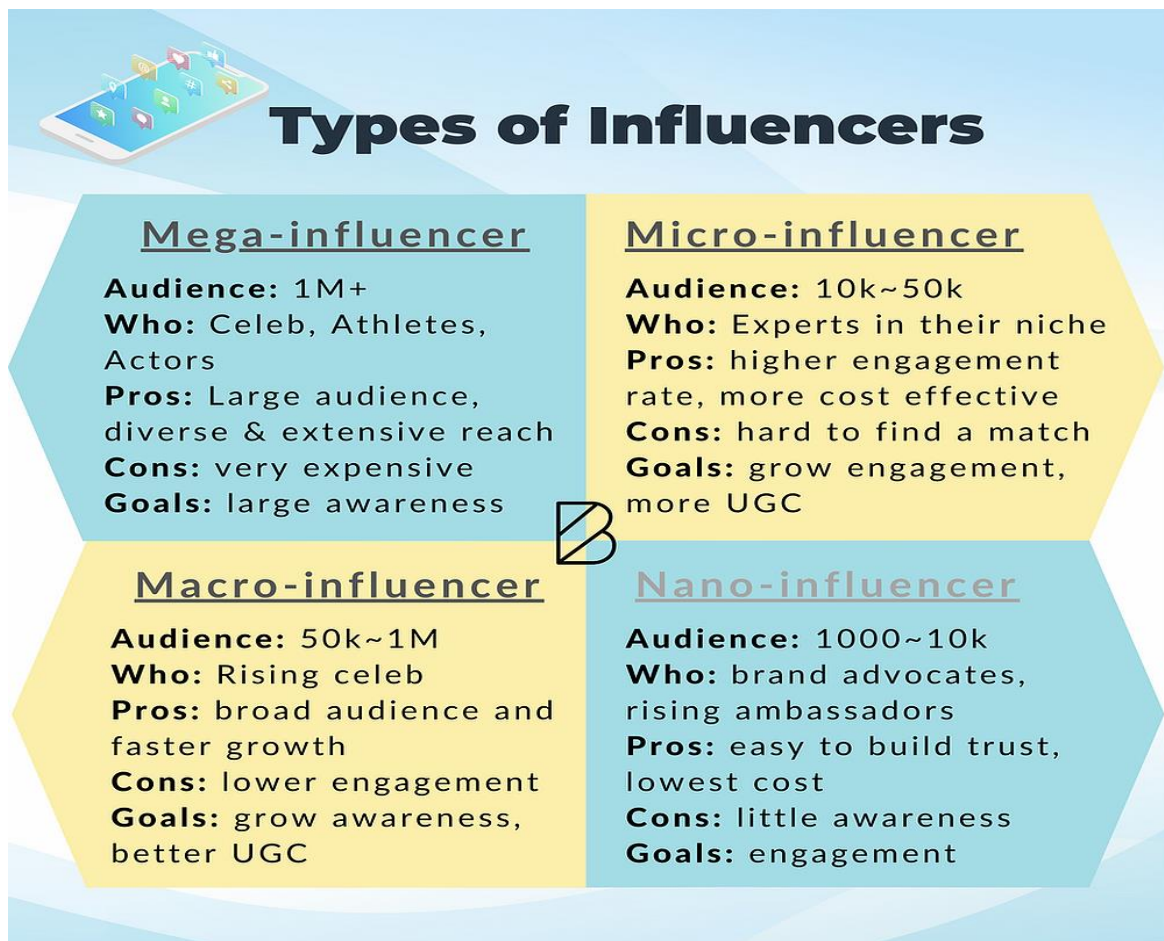 Types of Influencers
Mega-influencer
Audience: 1M+
Who: Celeb, Athletes,
Actors
Pros: Large audience,
diverse & extensive reach
Cons: very expensive
Goals: large awareness
Micro-influencer
Audience: 10k~50k
Who: Experts in their niche
Pros: higher engagement
rate, more cost effective
Cons: hard to find a match
Goals: grow engagement,
more UGC
B
Macro-influencer
Audience: 50k~1M
Who: Rising celeb
Pros: broad audience and
faster growth
Cons: lower engagement
Goals: grow awareness,
better UGC
Nano-influencer
Audience: 1000~10k
Who: brand advocates,
rising ambassadors
Pros: easy to build trust,
lowest cost
Cons: little awareness
Goals: engagement